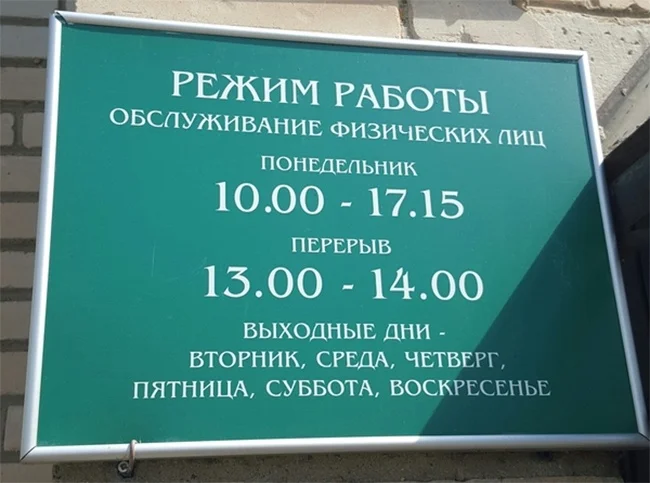 РЕЖИМ РАБОТЫ
ОБСЛУЖИВАНИЕ ФИЗИЧЕСКИХ ЛИЦ
ПОНЕДЕЛЬНИК
10.00 - 17.15
ПЕРЕРЫВ
13.00 - 14.00
ВЫХОДНЫЕ ДНИ -
ВТОРНИК, СРЕДА, ЧЕТВЕРГ,
ПЯТНИЦА, СУББОТА, ВОСКРЕСЕНЬЕ